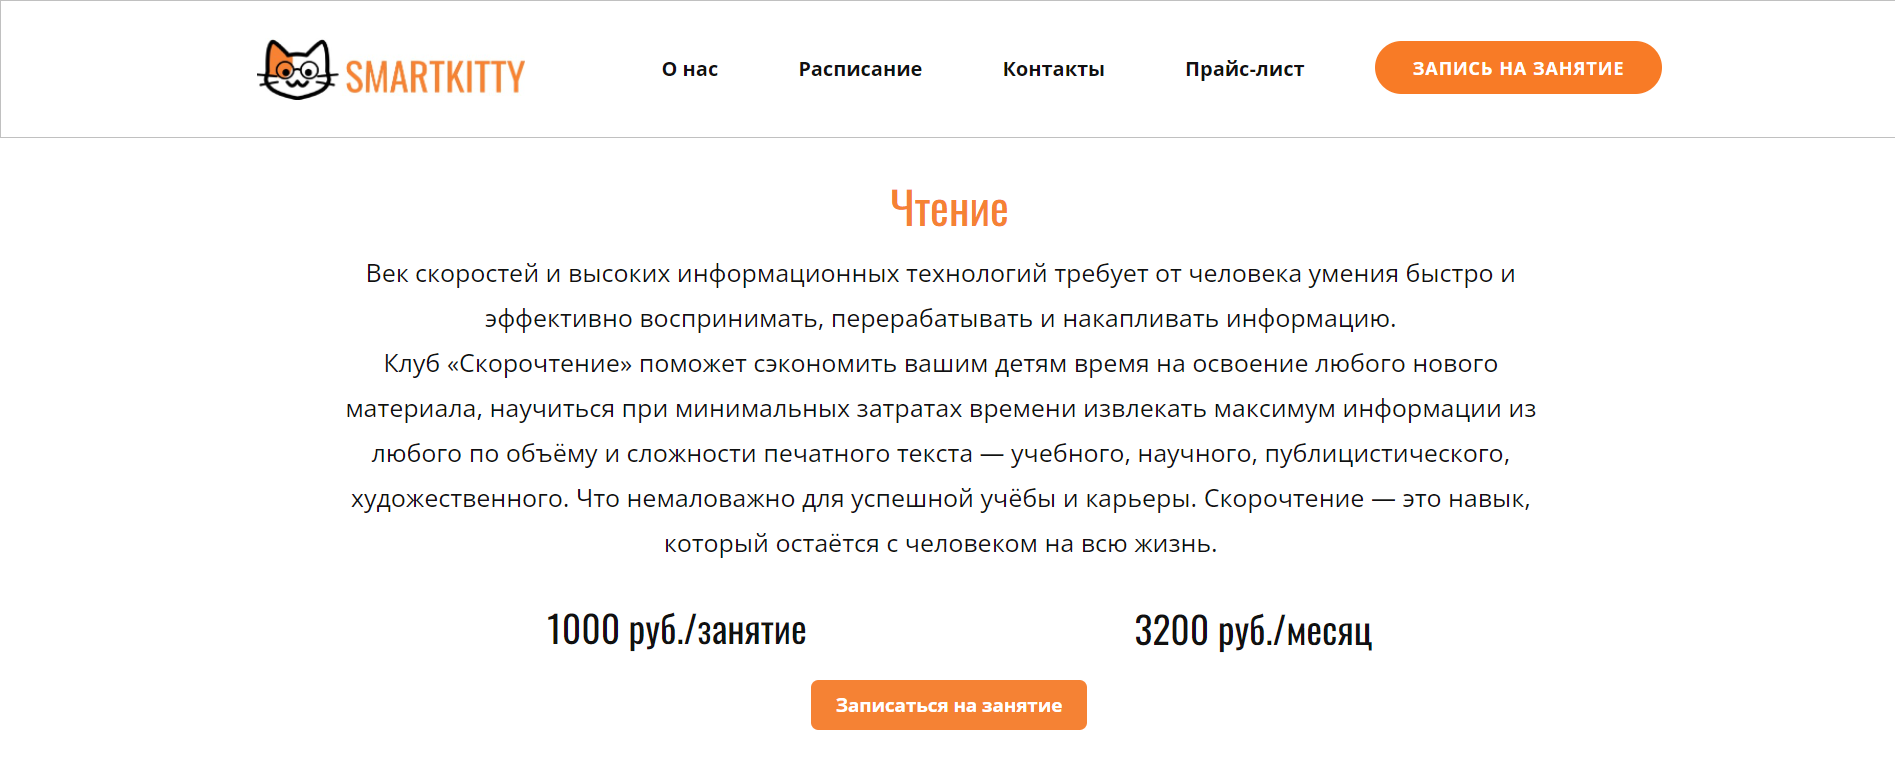 SMARTKITTY
О нас
Расписание
Контакты
Прайс-лист
ЗАПИСЬ НА ЗАНЯТИЕ
Чтение
Век скоростей и высоких информационных технологий требует от человека умения быстро и
эффективно воспринимать, перерабатывать и накапливать информацию.
Клуб «Скорочтение» поможет сэкономить вашим детям время на освоение любого нового
материала, научиться при минимальных затратах времени извлекать максимум информации из
любого по объёму и сложности печатного текста — учебного, научного, публицистического,
художественного. Что немаловажно для успешной учёбы и карьеры. Скорочтение — это навык,
который остаётся с человеком на всю жизнь.
1000 руб./занятие
3200 руб./месяц
Записаться на занятие